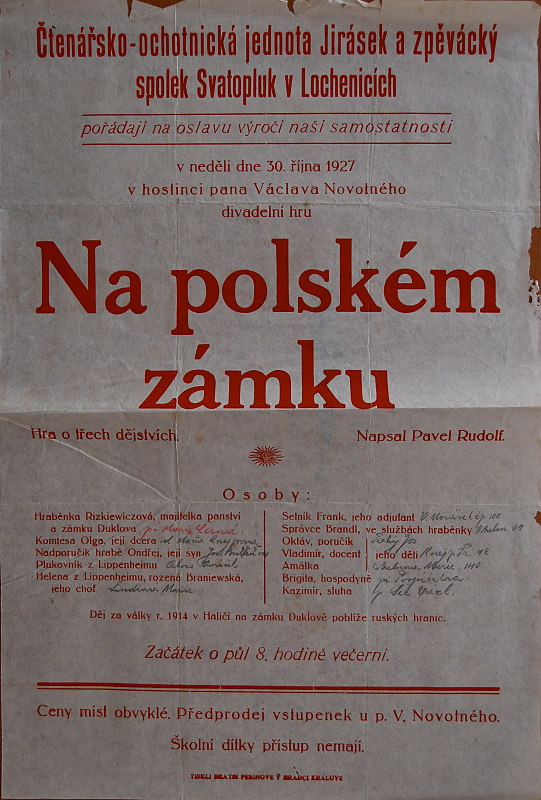 Čtenářsko-ochotnická jednota Jirásek a zpěvácký
spolek Svatopluk v Lochenicích
pořádají na oslavu výročí naší samostatnosti
v neděli dne 30. října 1927
v hostinci pana Václava Novotného
divadelní hru
Na polském
zámku
Hra o třech dějstvích.
Napsal Pavel Rudolf.
Osoby:
Hraběnka Rizkiewiczová, majitelka panství
a zámku Duklova
Komtesa Olga, její dcera
Nadporučík hrabě Ondřej, její syn
Plukovník z Lippenheimu
Helena z Lippenheimu, rozená Braniewská,
jeho choť
Selník Frank, jeho adjutant
Správce Brandl, ve službách hraběnky
Oktáv, poručík
Vladimír, docent jeho děti
Amálka
Brigita, hospodyně
Kazimír, sluha
Děj za války r. 1914 v Haliči na zámku Duklově poblíže ruských hranic.
Začátek o půl 8. hodině večerní.
Ceny míst obvyklé. Předprodej vstupenek u p. V. Novotného.
Školní dítky přístup nemají.
TISKLI BRATŘI PEŘINOVÉ V HRADCI KRÁLOVÉ